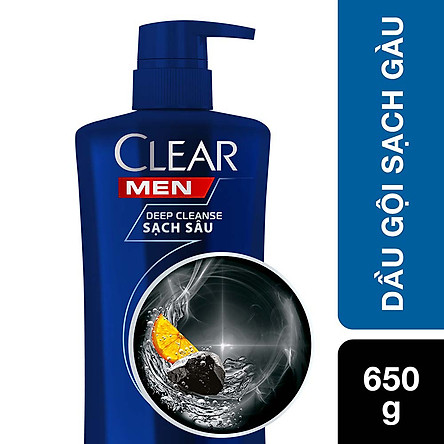 CLEAR
MEN
DEEP CLEANSE
SẠCH SÂU
DẦU GỘI SẠCH GÀU
650
g